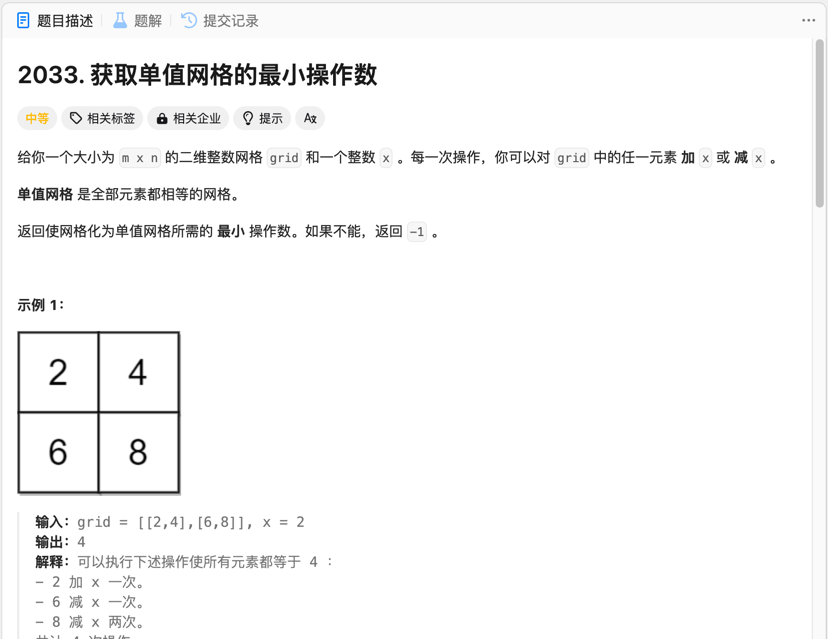 题目描述 题解 提交记录
2033. 获取单值网格的最小操作数
中等 相关标签 相关企业 提示
给你一个大小为 m x n 的二维整数网格 grid 和一个整数 x 。每一次操作，你可以对 grid 中的任一元素 加 x 或 减 x 。
单值网格 是全部元素都相等的网格。
返回使网格化为单值网格所需的 最小 操作数。如果不能，返回 -1 。
示例 1：
2 4
6 8
输入：grid = [[2,4],[6,8]], x = 2
输出：4
解释：可以执行下述操作使所有元素都等于 4 ：
- 2 加 x 一次。
- 6 减 x 一次。
- 8 减 x 两次。